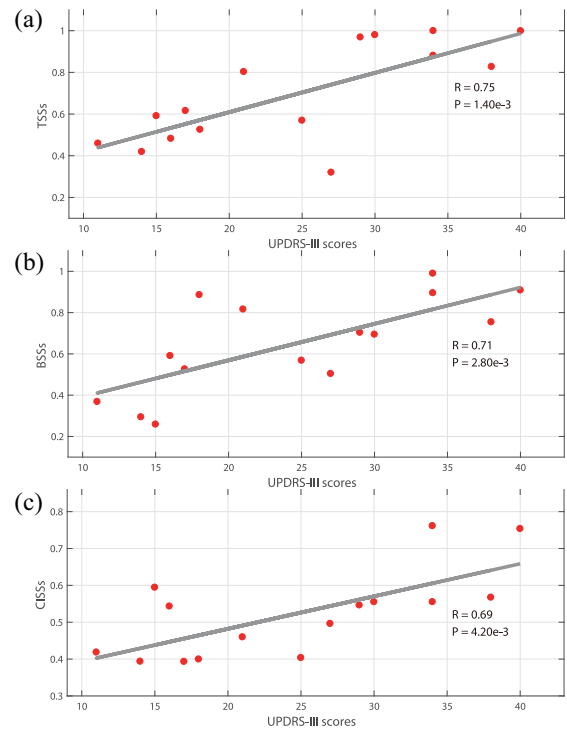 (a)
1
0.8
0.6
0.4
0.2
TSSs
R = 0.75
P = 1.40e-3
10 15 20 25 30 35 40
UPDRS-III scores
(b)
1
0.8
0.6
0.4
0.2
BSSs
R = 0.71
P = 2.80e-3
10 15 20 25 30 35 40
UPDRS-III scores
(c)
0.8
0.7
0.6
0.5
0.4
0.3
CISSs
R = 0.69
P = 4.20e-3
10 15 20 25 30 35 40
UPDRS-III scores